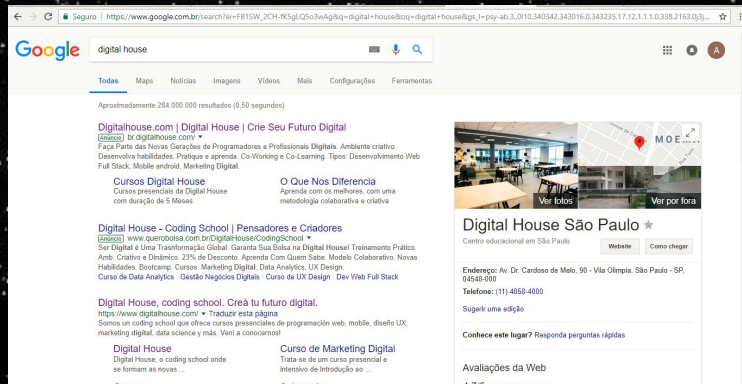 Seguro | https://www.google.com.br/search?ei=FB1SW_2CH-fK5gLQ5o3wAg&q=digital+house&oq=digital+house&gs_l=psy-ab.3..0l10.340342.343016.0.343235.17.12.1.1.1.0.338.2163.0j3j...
Google
digital house
A
Todas Maps Notícias Imagens Vídeos Mais Configurações Ferramentas
Aproximadamente 284.000.000 resultados (0,50 segundos)
Digitalhouse.com | Digital House | Crie Seu Futuro Digital
Anúncio br.digitalhouse.com/
Faça Parte das Novas Gerações de Programadores e Profissionais Digitais. Ambiente criativo.
Desenvolva habilidades. Pratique e aprenda. Co-Working e Co-Learning. Tipos: Desenvolvimento Web
Full Stack, Mobile android, Marketing Digital.
Cursos Digital House
Cursos presenciais da Digital House
com duração de 5 Meses
O Que Nos Diferencia
Aprenda com os melhores, com uma
metodologia colaborativa e criativa
Digital House - Coding School | Pensadores e Criadores
Anúncio www.querobolsa.com.br/DigitalHouse/CodingSchool
Ser Digital é Uma Trasnformação Global. Garanta Sua Bolsa na Digital House! Treinamento Prático.
Amb. Criativo e Dinâmico. 23% de Desconto. Aprenda Com Quem Sabe. Modelo Colaborativo. Novas
Habilidades. Bootcamp. Cursos: Marketing Digital, Data Analytics, UX Design.
Curso de Data Analytics · Gestão Negócios Digitais · Curso de UX Design · Dev Web Full Stack
Digital House, coding school. Creá tu futuro digital.
https://www.digitalhouse.com/ Traduzir esta página
Somos un coding school que ofrece cursos presenciales de programación web, mobile, diseño UX,
marketing digital, data science y más. Vení a conocernos!
Digital House
Digital House, o coding school onde
se formam as novas ...
Curso de Marketing Digital
Trata-se de um curso presencial e
intensivo de Introdução ao ...
MOEMA
Ver fotos
Ver por fora
Digital House São Paulo
Centro educacional em São Paulo
Website
Como chegar
Endereço: Av. Dr. Cardoso de Melo, 90 - Vila Olimpia, São Paulo - SP,
04548-000
Telefone: (11) 4858-4000
Sugerir uma edição
Conhece este lugar? Responda perguntas rápidas
Avaliações da Web